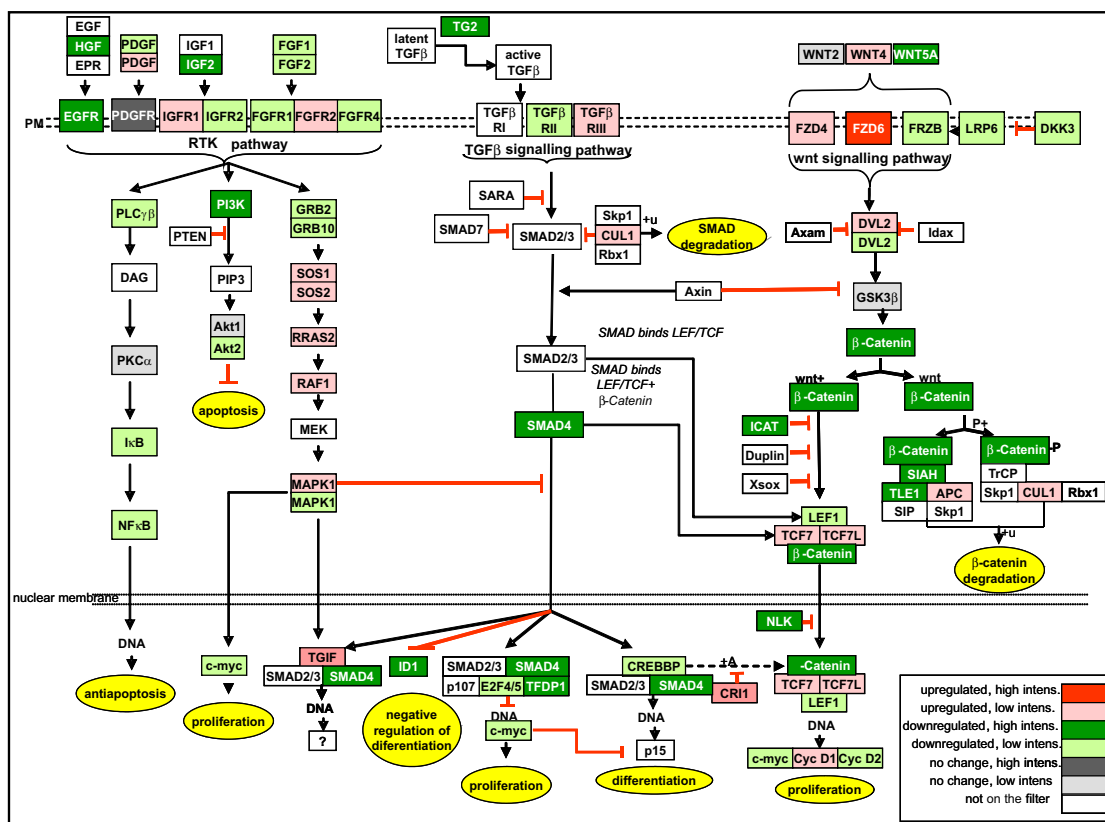 EGF
HGF
EPR
PDGF
PDGF
IGF1
IGF2
FGF1
FGF2
TG2
latent
TGFβ
active
TGFβ
WNT2 WNT4 WNT5A
PM
EGFR PDGFR IGFR1 IGFR2 FGFR1 FGFR2 FGFR4
TGFβ
RI
TGFβ
RII
TGFβ
RIII
FZD4 FZD6 FRZB LRP6 DKK3
RTK pathway
TGFβ signalling pathway
wnt signalling pathway
PLCγβ
PI3K
GRB2
GRB10
SARA
PTEN
SMAD7
SMAD2/3
Skp1
CUL1
Rbx1
+u
SMAD
degradation
Axam
DVL2
DVL2
Idax
DAG
PIP3
SOS1
SOS2
Axin
GSK3β
Akt1
Akt2
RRAS2
SMAD binds LEF/TCF
β-Catenin
PKCα
SMAD2/3
SMAD binds
LEF/TCF+
β-Catenin
RAF1
wnt+
β-Catenin
wnt
β-Catenin
apoptosis
SMAD4
ICAT
P+
MEK
IκB
Duplin
β-Catenin
β-Catenin
-P
SIAH
TrCP
Xsox
MAPK1
MAPK1
TLE1 APC
SIP Skp1
Skp1 CUL1 Rbx1
NFκB
LEF1
TCF7 TCF7L
β-Catenin
+u
β-catenin
degradation
nuclear membrane
NLK
DNA
c-myc
TGIF
SMAD2/3 SMAD4
ID1
SMAD2/3 SMAD4
p107 E2F4/5 TFDP1
CREBBP
SMAD2/3 SMAD4
+A
CRI1
-Catenin
TCF7 TCF7L
LEF1
antiapoptosis
proliferation
DNA
?
negative
regulation of
diferentiation
DNA
c-myc
DNA
p15
DNA
c-myc Cyc D1 Cyc D2
proliferation
differentiation
proliferation
upregulated, high intens.
upregulated, low intens.
downregulated, high intens.
downregulated, low intens.
no change, high intens.
no change, low intens
not on the filter